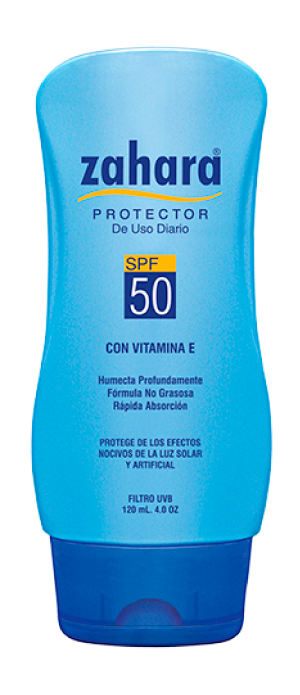 zahara®
PROTECTOR
De Uso Diario
SPF
50
CON VITAMINA E
Humecta Profundamente
Fórmula No Grasosa
Rápida Absorción
PROTEGE DE LOS EFECTOS
NOCIVOS DE LA LUZ SOLAR
Y ARTIFICIAL
FILTRO UVB
120 mL. 4.0 OZ